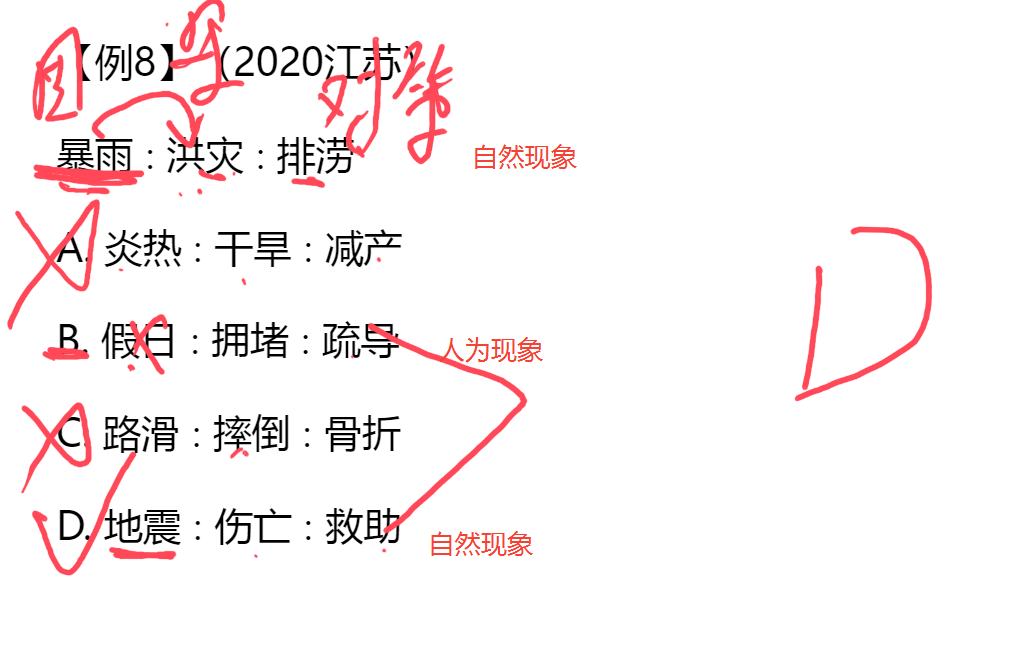 【例8】（2020江苏）
因 果 对策
暴雨：洪灾：排涝 自然现象
A. 炎热：干旱：减产
B. 假日：拥堵：疏导 人为现象
C. 路滑：摔倒：骨折
D. 地震：伤亡：救助 自然现象
D